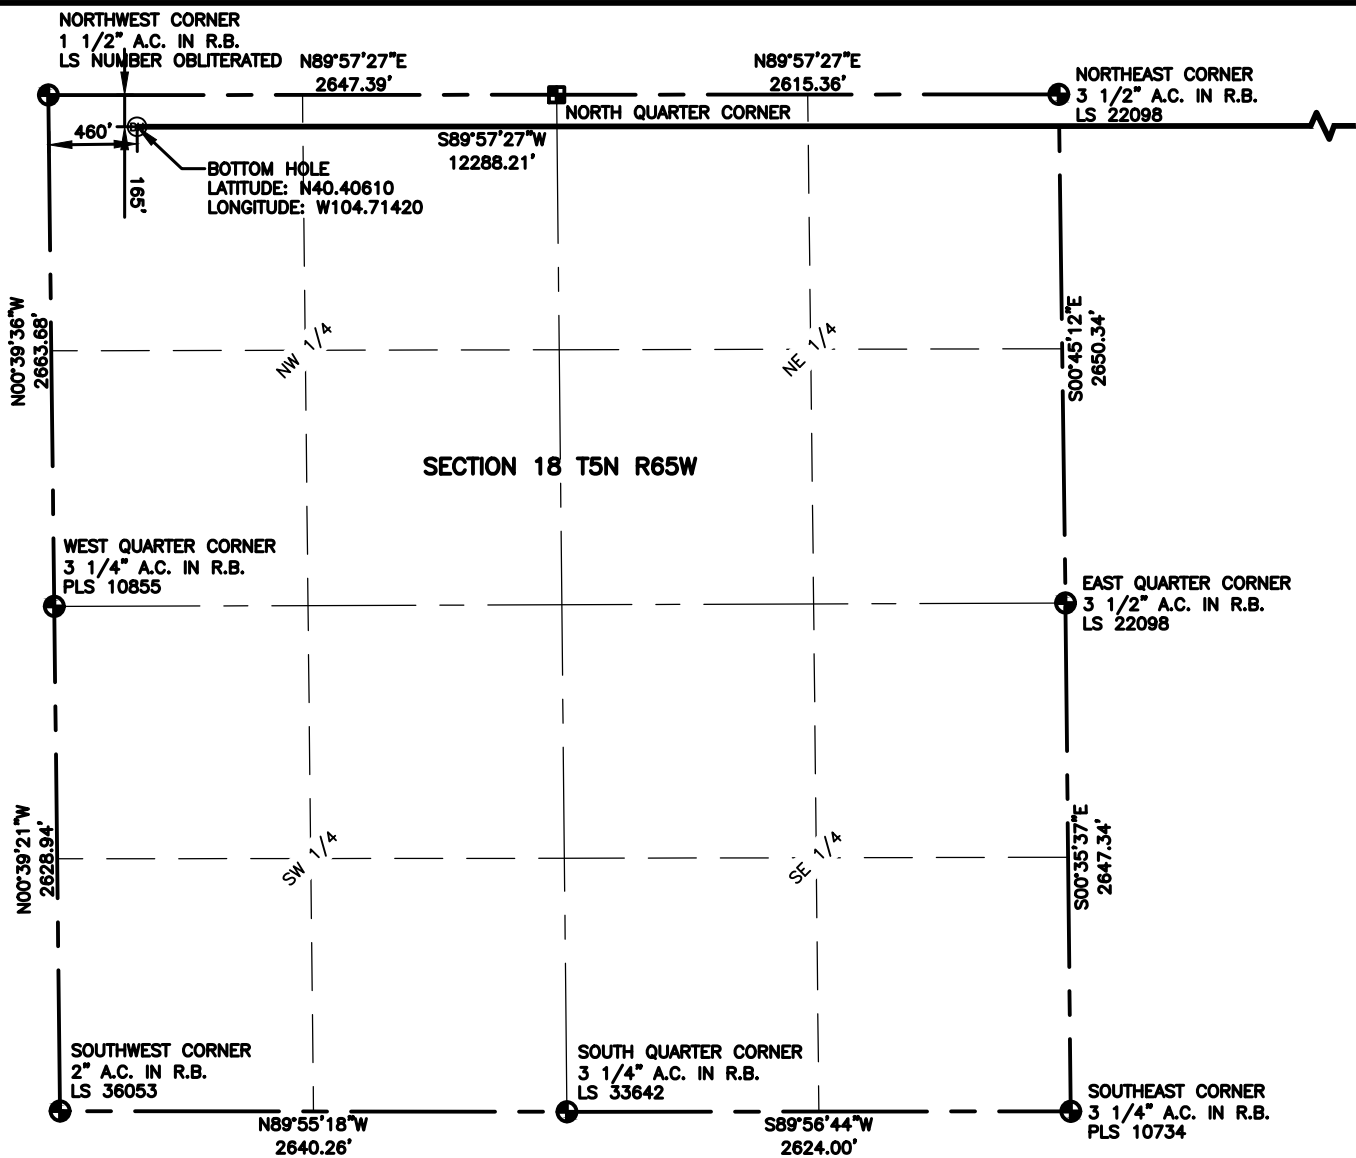 NORTHWEST CORNER
1 1/2" A.C. IN R.B.
LS NUMBER OBLITERATED
N89°57'27"E
2647.39'
N89°57'27"E
2615.36'
NORTHEAST CORNER
3 1/2" A.C. IN R.B.
LS 22098
NORTH QUARTER CORNER
460'
BH
S89°57'27"W
12288.21'
BOTTOM HOLE
LATITUDE: N40.40610
LONGITUDE: W104.71420
165'
N00°39'36"W
2663.68'
NW 1/4
NE 1/4
S00°45'12"E
2650.34'
SECTION 18 T5N R65W
WEST QUARTER CORNER
3 1/4" A.C. IN R.B.
PLS 10855
EAST QUARTER CORNER
3 1/2" A.C. IN R.B.
LS 22098
N00°39'21"W
2628.94'
SW 1/4
SE 1/4
S00°35'37"E
2647.34'
SOUTHWEST CORNER
2" A.C. IN R.B.
LS 36053
SOUTH QUARTER CORNER
3 1/4" A.C. IN R.B.
LS 33642
SOUTHEAST CORNER
3 1/4" A.C. IN R.B.
PLS 10734
N89°55'18"W
2640.26'
S89°56'44"W
2624.00'